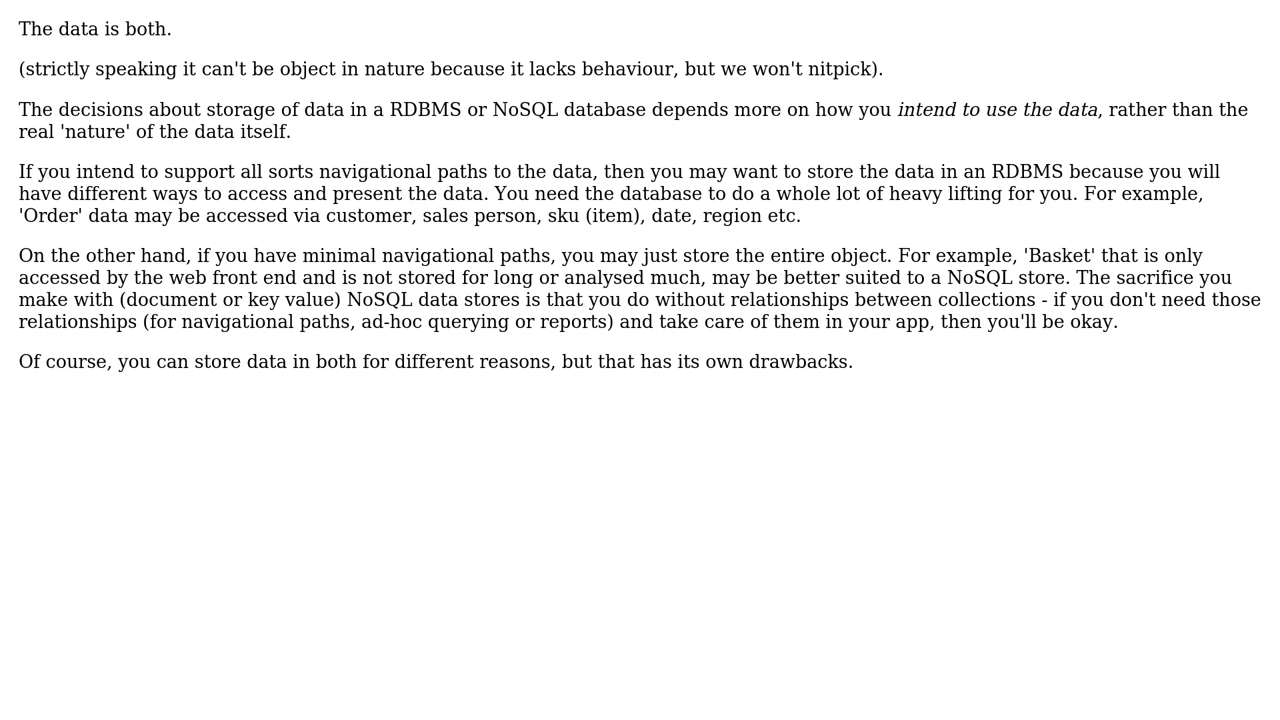 The data is both.
(strictly speaking it can't be object in nature because it lacks behaviour, but we won't nitpick).
The decisions about storage of data in a RDBMS or NoSQL database depends more on how you intend to use the data, rather than the
real 'nature' of the data itself.
If you intend to support all sorts navigational paths to the data, then you may want to store the data in an RDBMS because you will
have different ways to access and present the data. You need the database to do a whole lot of heavy lifting for you. For example,
'Order' data may be accessed via customer, sales person, sku (item), date, region etc.
On the other hand, if you have minimal navigational paths, you may just store the entire object. For example, 'Basket' that is only
accessed by the web front end and is not stored for long or analysed much, may be better suited to a NoSQL store. The sacrifice you
make with (document or key value) NoSQL data stores is that you do without relationships between collections - if you don't need those
relationships (for navigational paths, ad-hoc querying or reports) and take care of them in your app, then you'll be okay.
Of course, you can store data in both for different reasons, but that has its own drawbacks.